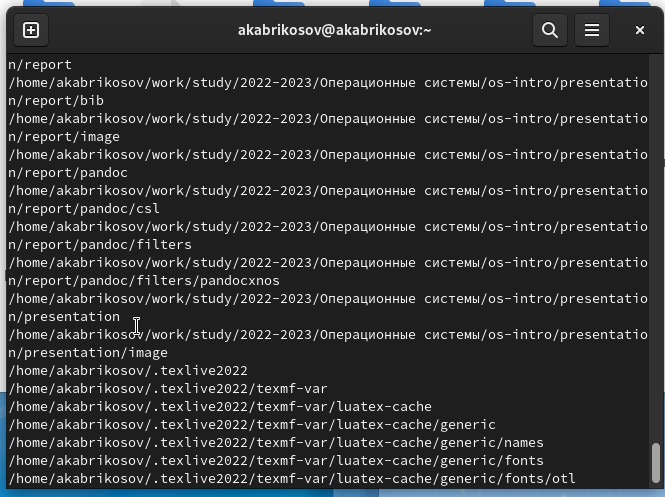 akabrikosov@akabrikosov:~
n/report
/home/akabrikosov/work/study/2022-2023/Операционные системы/os-intro/presentatio
n/report/bib
/home/akabrikosov/work/study/2022-2023/Операционные системы/os-intro/presentatio
n/report/image
/home/akabrikosov/work/study/2022-2023/Операционные системы/os-intro/presentatio
n/report/pandoc
/home/akabrikosov/work/study/2022-2023/Операционные системы/os-intro/presentatio
n/report/pandoc/csl
/home/akabrikosov/work/study/2022-2023/Операционные системы/os-intro/presentatio
n/report/pandoc/filters
/home/akabrikosov/work/study/2022-2023/Операционные системы/os-intro/presentatio
n/report/pandoc/filters/pandocxnos
/home/akabrikosov/work/study/2022-2023/Операционные системы/os-intro/presentatio
n/presentation
/home/akabrikosov/work/study/2022-2023/Операционные системы/os-intro/presentatio
n/presentation/image
/home/akabrikosov/.texlive2022
/home/akabrikosov/.texlive2022/texmf-var
/home/akabrikosov/.texlive2022/texmf-var/luatex-cache
/home/akabrikosov/.texlive2022/texmf-var/luatex-cache/generic
/home/akabrikosov/.texlive2022/texmf-var/luatex-cache/generic/names
/home/akabrikosov/.texlive2022/texmf-var/luatex-cache/generic/fonts
/home/akabrikosov/.texlive2022/texmf-var/luatex-cache/generic/fonts/otl